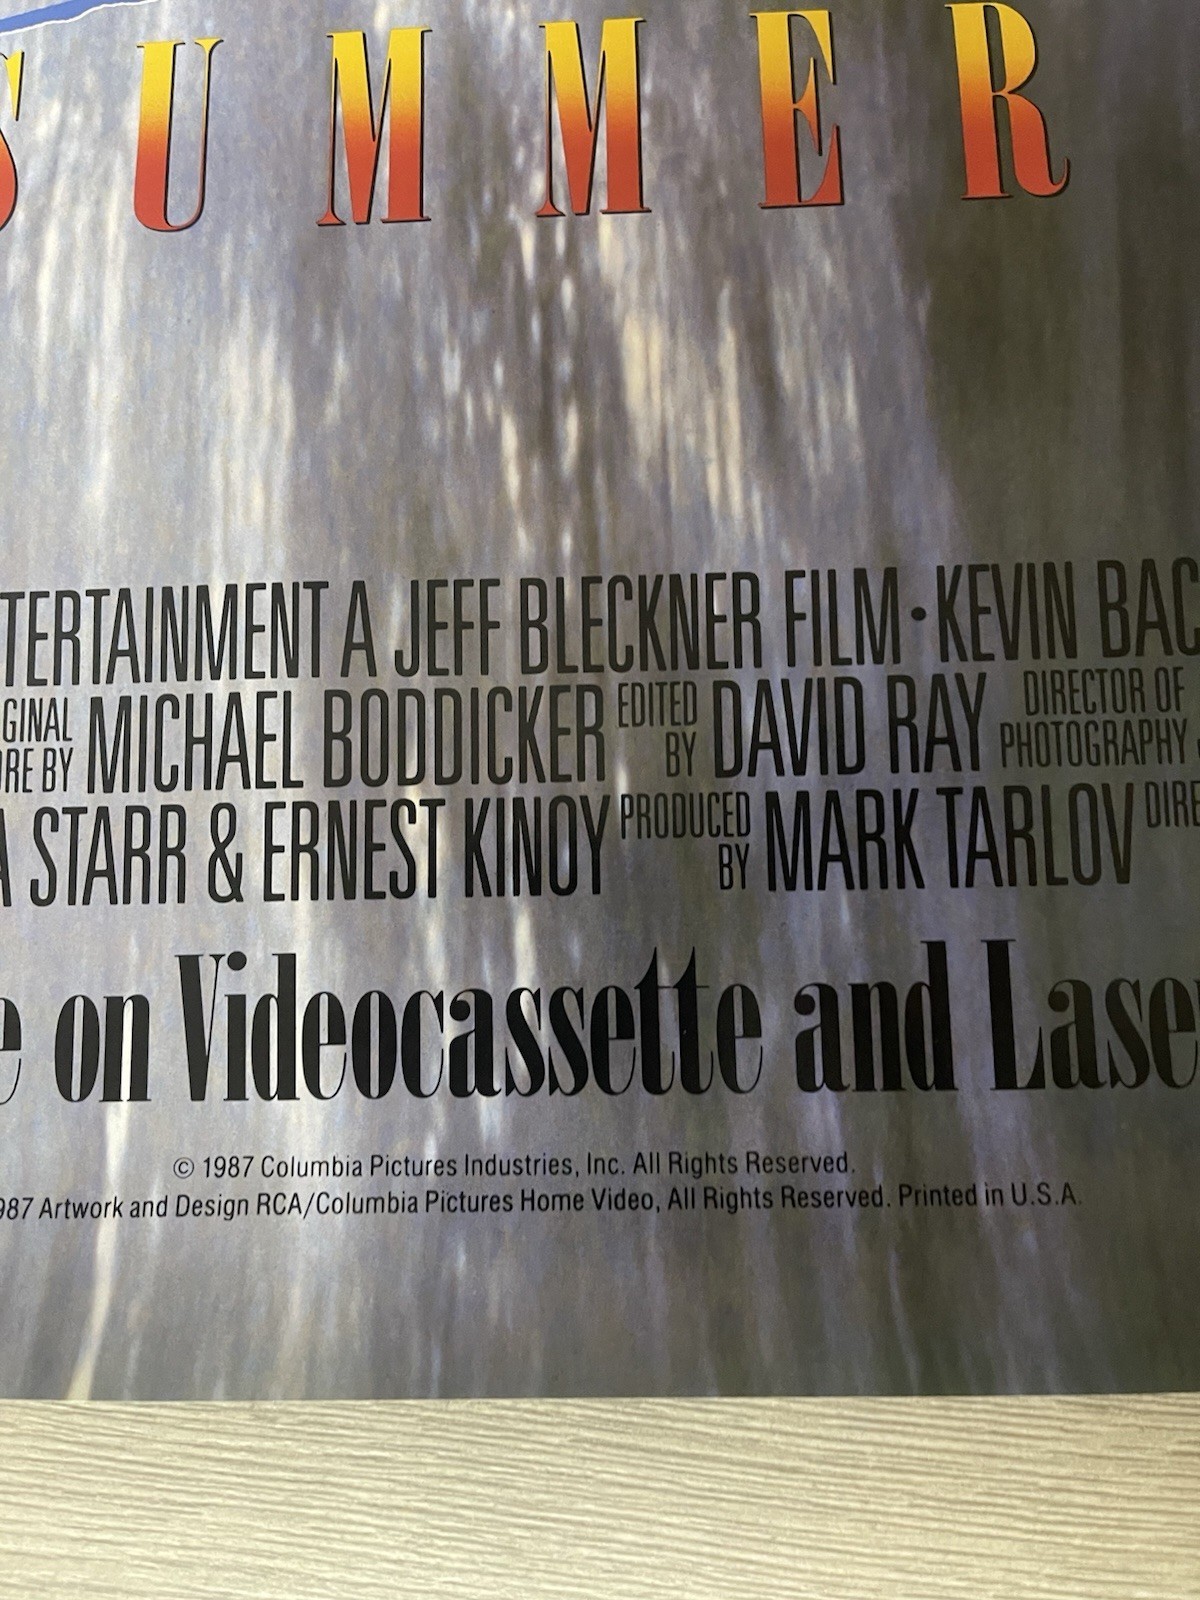 SUMMER
TERTAINMENT A JEFF BLECKNER FILM • KEVIN BAC
GINAL RE BY MICHAEL BODDICKER EDITED BY DAVID RAY DIRECTOR OF PHOTOGRAPHY
A STARR & ERNEST KINOY PRODUCED BY MARK TARLOV DIRE
e on Videocassette and Lase
© 1987 Columbia Pictures Industries, Inc. All Rights Reserved.
987 Artwork and Design RCA/Columbia Pictures Home Video, All Rights Reserved. Printed in U.S.A.